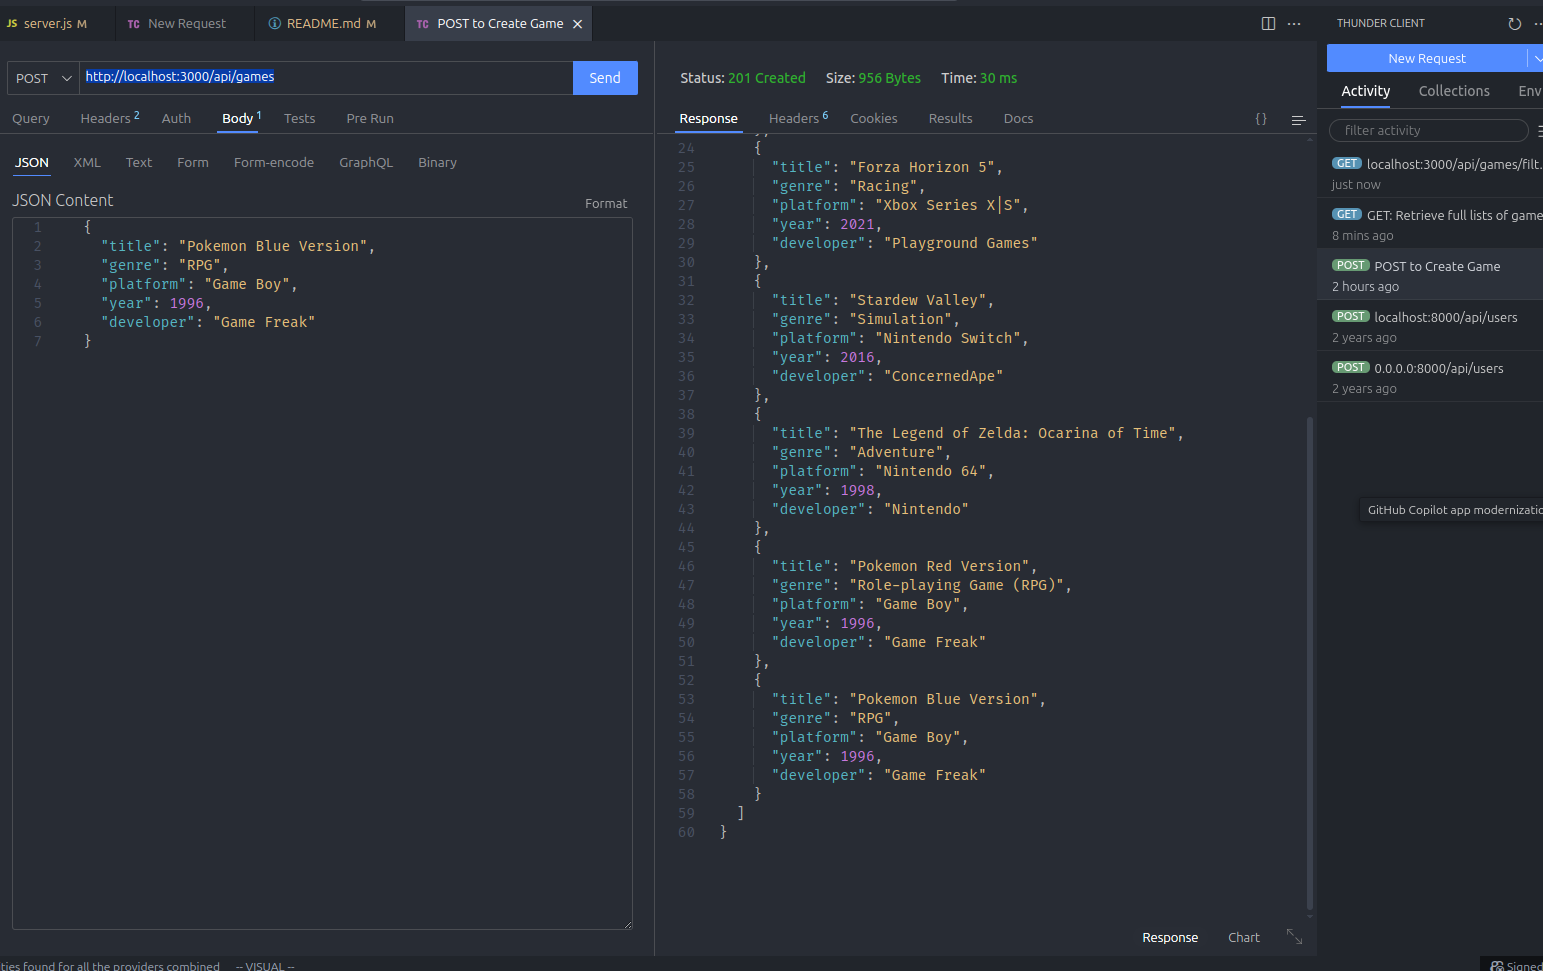 JS server.js M
TC New Request
README.md M
TC POST to Create Game
THUNDER CLIENT
POST
http://localhost:3000/api/games
Send
Query
Headers 2
Auth
Body 1
Tests
Pre Run
JSON
XML
Text
Form
Form-encode
GraphQL
Binary
JSON Content
Format
1 {
2 "title": "Pokemon Blue Version",
3 "genre": "RPG",
4 "platform": "Game Boy",
5 "year": 1996,
6 "developer": "Game Freak"
7 }
Status: 201 Created Size: 956 Bytes Time: 30 ms
Response
Headers 6
Cookies
Results
Docs
{}
},
24 {
25 "title": "Forza Horizon 5",
26 "genre": "Racing",
27 "platform": "Xbox Series X|S",
28 "year": 2021,
29 "developer": "Playground Games"
30 },
31 {
32 "title": "Stardew Valley",
33 "genre": "Simulation",
34 "platform": "Nintendo Switch",
35 "year": 2016,
36 "developer": "ConcernedApe"
37 },
38 {
39 "title": "The Legend of Zelda: Ocarina of Time",
40 "genre": "Adventure",
41 "platform": "Nintendo 64",
42 "year": 1998,
43 "developer": "Nintendo"
44 },
45 {
46 "title": "Pokemon Red Version",
47 "genre": "Role-playing Game (RPG)",
48 "platform": "Game Boy",
49 "year": 1996,
50 "developer": "Game Freak"
51 },
52 {
53 "title": "Pokemon Blue Version",
54 "genre": "RPG",
55 "platform": "Game Boy",
56 "year": 1996,
57 "developer": "Game Freak"
58 }
59 ]
60 }
Response
Chart
New Request
Activity
Collections
Env
filter activity
GET localhost:3000/api/games/filt...
just now
GET GET: Retrieve full lists of game
8 mins ago
POST POST to Create Game
2 hours ago
POST localhost:8000/api/users
2 years ago
POST 0.0.0.0:8000/api/users
2 years ago
GitHub Copilot app modernizatio
ties found for all the providers combined
-- VISUAL --
Signed